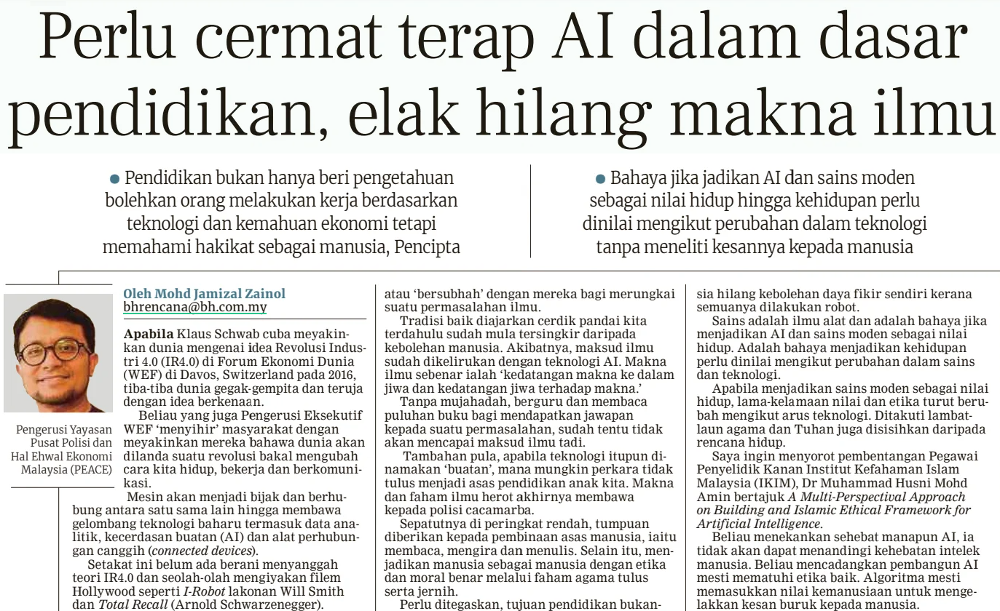 Perlu cermat terap AI dalam dasar
pendidikan, elak hilang makna ilmu
● Pendidikan bukan hanya beri pengetahuan
bolehkan orang melakukan kerja berdasarkan
teknologi dan kemahuan ekonomi tetapi
memahami hakikat sebagai manusia, Pencipta
● Bahaya jika jadikan AI dan sains moden
sebagai nilai hidup hingga kehidupan perlu
dinilai mengikut perubahan dalam teknologi
tanpa meneliti kesannya kepada manusia
Pengerusi Yayasan
Pusat Polisi dan
Hal Ehwal Ekonomi
Malaysia (PEACE)
Oleh Mohd Jamizal Zainol
bhrencana@bh.com.my
Apabila Klaus Schwab cuba meyakin-
kan dunia mengenai idea Revolusi Indus-
tri 4.0 (IR4.0) di Forum Ekonomi Dunia
(WEF) di Davos, Switzerland pada 2016,
tiba-tiba dunia gegak-gempita dan teruja
dengan idea berkenaan.
Beliau yang juga Pengerusi Eksekutif
WEF ‘menyihir’ masyarakat dengan
meyakinkan mereka bahawa dunia akan
dilanda suatu revolusi bakal mengubah
cara kita hidup, bekerja dan berkomuni-
kasi.
Mesin akan menjadi bijak dan berhu-
bung antara satu sama lain hingga membawa
gelombang teknologi baharu termasuk data ana-
litik, kecerdasan buatan (AI) dan alat perhubun-
gan canggih (connected devices).
Setakat ini belum ada berani menyanggah
teori IR4.0 dan seolah-olah mengiyakan filem
Hollywood seperti I-Robot lakonan Will Smith
dan Total Recall (Arnold Schwarzenegger).
atau ‘bersubhah’ dengan mereka bagi merungkai
suatu permasalahan ilmu.
Tradisi baik diajarkan cerdik pandai kita
terdahulu sudah mula tersingkir daripada
kebolehan manusia. Akibatnya, maksud ilmu
sudah dikelirukan dengan teknologi AI. Makna
ilmu sebenar ialah ‘kedatangan makna ke dalam
jiwa dan kedatangan jiwa terhadap makna.’
Tanpa mujahadah, berguru dan membaca
puluhan buku bagi mendapatkan jawapan
kepada suatu permasalahan, sudah tentu tidak
akan mencapai maksud ilmu tadi.
Tambahan pula, apabila teknologi itupun di-
namakan ‘buatan’, mana mungkin perkara tidak
tulus menjadi asas pendidikan anak kita. Makna
dan faham ilmu herot akhirnya membawa
kepada polisi cacamarba.
Sepatutnya di peringkat rendah, tumpuan
diberikan kepada pembinaan asas manusia, iaitu
membaca, mengira dan menulis. Selain itu, men-
jadikan manusia sebagai manusia dengan etika
dan moral benar melalui faham agama tulus
serta jernih.
Perlu ditegaskan, tujuan pendidikan bukan-
sia hilang kebolehan daya fikir sendiri kerana
semuanya dilakukan robot.
Sains adalah ilmu alat dan adalah bahaya jika
menjadikan AI dan sains moden sebagai nilai
hidup. Adalah bahaya menjadikan kehidupan
perlu dinilai mengikut perubahan dalam sains
dan teknologi.
Apabila menjadikan sains moden sebagai nilai
hidup, lama-kelamaan nilai dan etika turut beru-
bah mengikut arus teknologi. Ditakuti lambat-
laun agama dan Tuhan juga disisihkan daripada
rencana hidup.
Saya ingin menyorot pembentangan Pegawai
Penyelidik Kanan Institut Kefahaman Islam
Malaysia (IKIM), Dr Muhammad Husni Mohd
Amin bertajuk A Multi-Perspectival Approach
on Building and Islamic Ethical Framework for
Artificial Intelligence.
Beliau menekankan sehebat manapun AI, ia
tidak akan dapat menandingi kehebatan intelek
manusia. Beliau mencadangkan pembangun AI
mesti mematuhi etika baik. Algoritma mesti
memasukkan nilai kemanusiaan untuk menge-
lakkan kesan buruk kepada manusia.